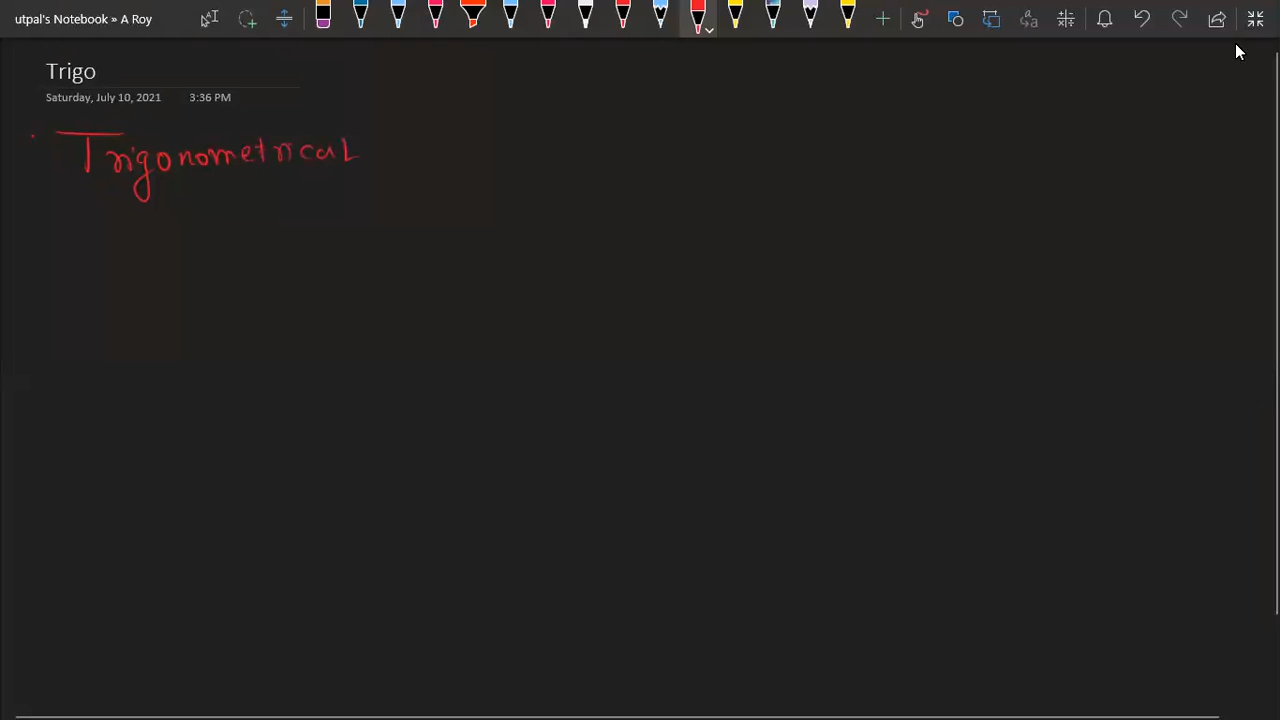 utpal's Notebook » A Roy
Trigo
Saturday, July 10, 2021 3:36 PM
Trigonometrical